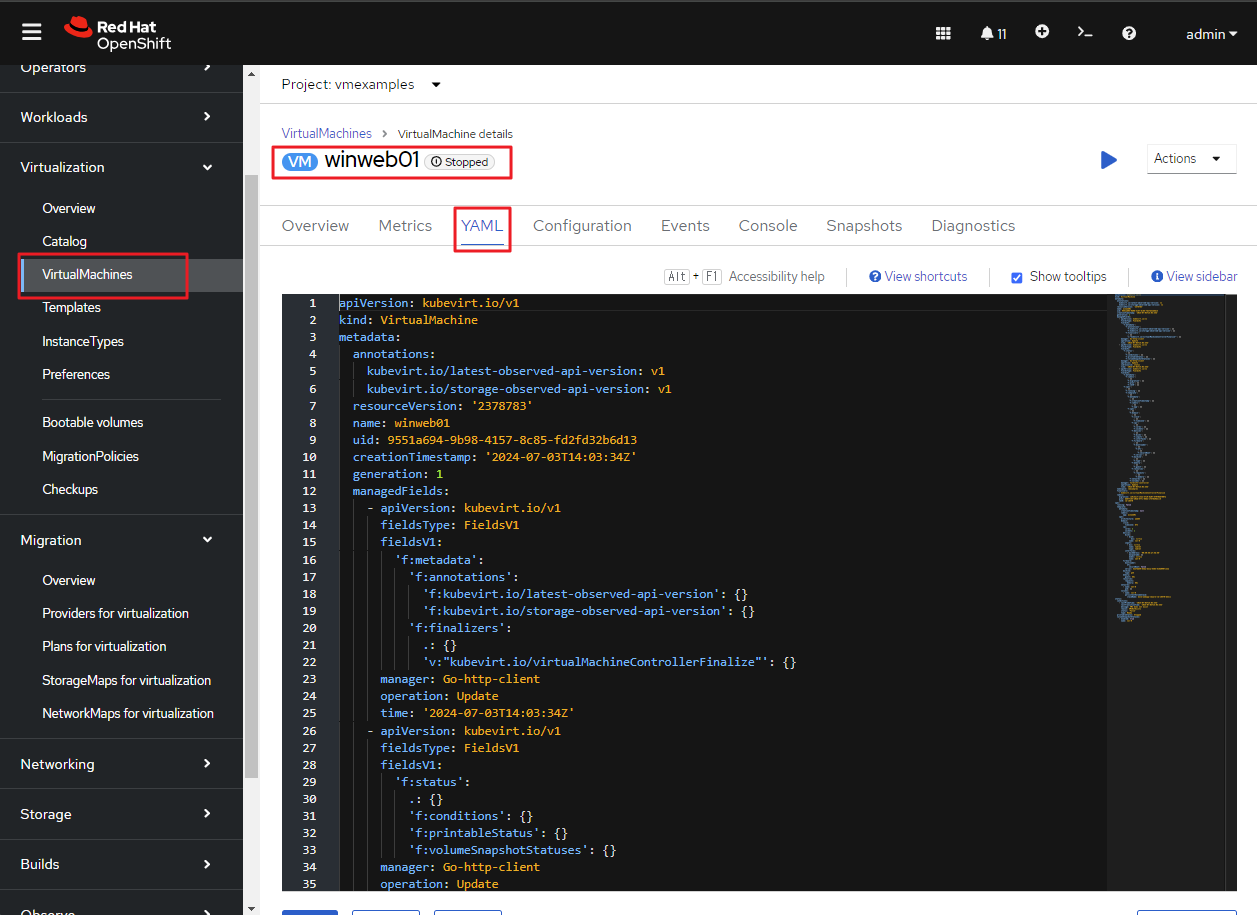 Red Hat
OpenShift
11
admin
Operators
Workloads
Virtualization
Overview
Catalog
VirtualMachines
Templates
InstanceTypes
Preferences
Bootable volumes
MigrationPolicies
Checkups
Migration
Overview
Providers for virtualization
Plans for virtualization
StorageMaps for virtualization
NetworkMaps for virtualization
Networking
Storage
Builds
Observe
Project: vmexamples
VirtualMachines > VirtualMachine details
VM winweb01 Stopped
Actions
Overview Metrics YAML Configuration Events Console Snapshots Diagnostics
Alt + F1 Accessibility help View shortcuts Show tooltips View sidebar
1 apiVersion: kubevirt.io/v1
2 kind: VirtualMachine
3 metadata:
4 annotations:
5 kubevirt.io/latest-observed-api-version: v1
6 kubevirt.io/storage-observed-api-version: v1
7 resourceVersion: '2378783'
8 name: winweb01
9 uid: 9551a694-9b98-4157-8c85-fd2fd32b6d13
10 creationTimestamp: '2024-07-03T14:03:34Z'
11 generation: 1
12 managedFields:
13 - apiVersion: kubevirt.io/v1
14 fieldsType: FieldsV1
15 fieldsV1:
16 'f:metadata':
17 'f:annotations':
18 'f:kubevirt.io/latest-observed-api-version': {}
19 'f:kubevirt.io/storage-observed-api-version': {}
20 'f:finalizers':
21 .: {}
22 'v:"kubevirt.io/virtualMachineControllerFinalize"': {}
23 manager: Go-http-client
24 operation: Update
25 time: '2024-07-03T14:03:34Z'
26 - apiVersion: kubevirt.io/v1
27 fieldsType: FieldsV1
28 fieldsV1:
29 'f:status':
30 .: {}
31 'f:conditions': {}
32 'f:printableStatus': {}
33 'f:volumeSnapshotStatuses': {}
34 manager: Go-http-client
35 operation: Update